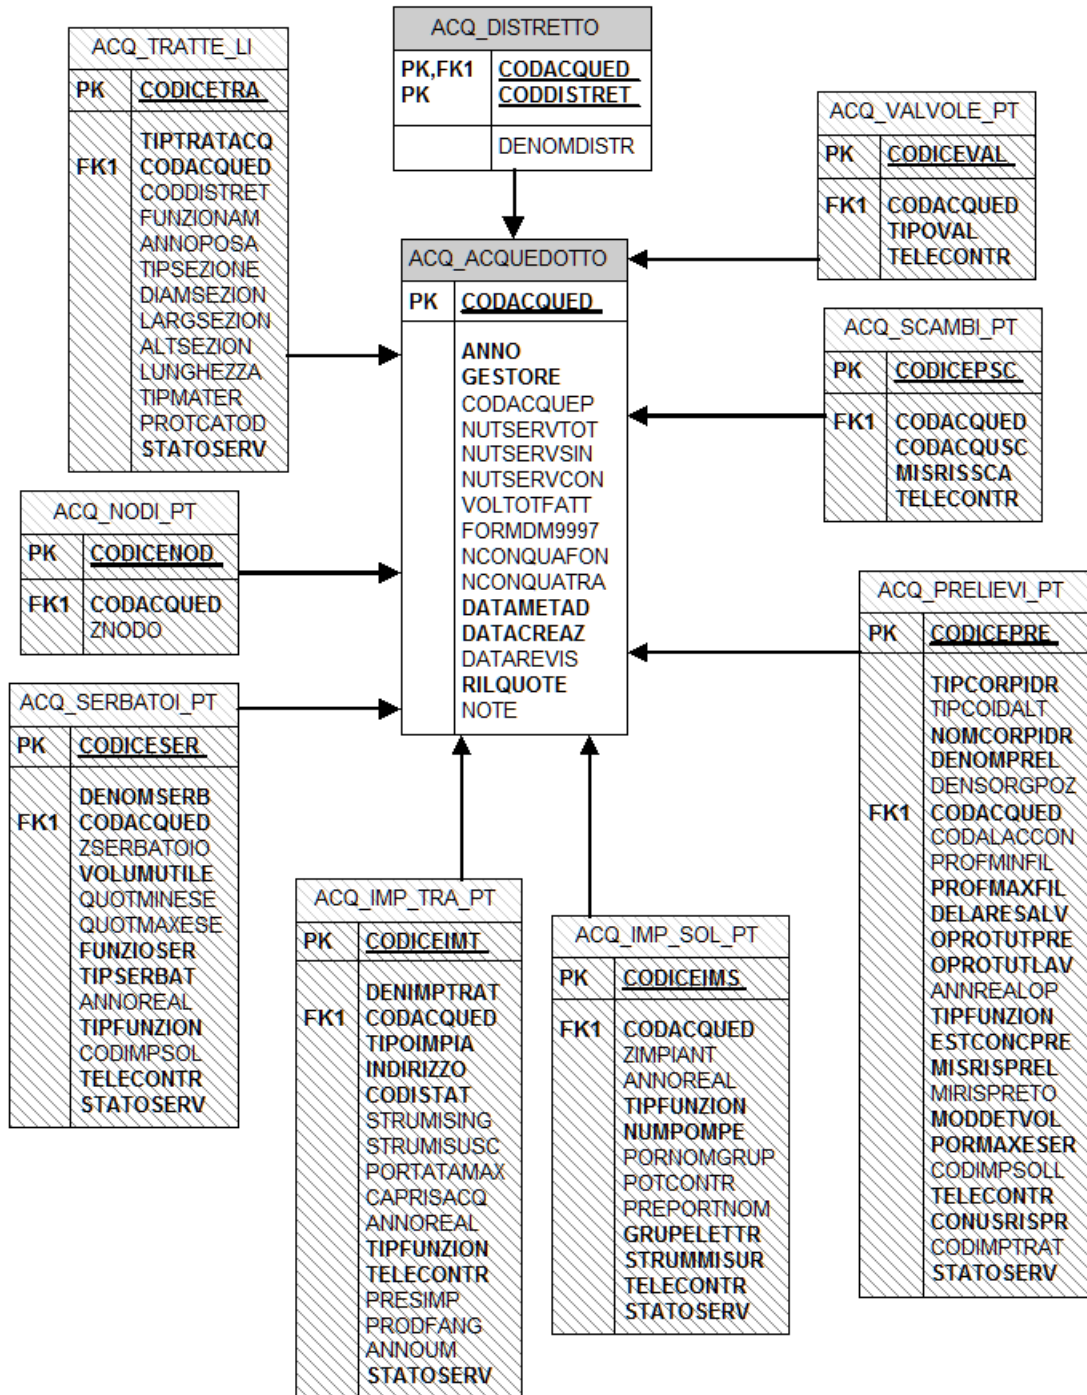 ACQ_TRATTE_LI
PK CODICETRA
TIPTRATACQ
FK1 CODACQUED
CODDISTRET
FUNZIONAM
ANNOPOSA
TIPSEZIONE
DIAMSEZION
LARGSEZION
ALTSEZION
LUNGHEZZA
TIPMATER
PROTCATOD
STATOSERV
ACQ_DISTRETTO
PK,FK1 CODACQUED
PK CODDISTRET
DENOMDISTR
ACQ_VALVOLE_PT
PK CODICEVAL
FK1 CODACQUED
TIPOVAL
TELECONTR
ACQ_ACQUEDOTTO
PK CODACQUED
ANNO
GESTORE
CODACQUEP
NUTSERVTOT
NUTSERVSIN
NUTSERVCON
VOLTOTFATT
FORMDM9997
NCONQUAFON
NCONQUATRA
DATAMETAD
DATACREAZ
DATAREVIS
RILQUOTE
NOTE
ACQ_SCAMBI_PT
PK CODICEPSC
FK1 CODACQUED
CODACQUSC
MISRISSCA
TELECONTR
ACQ_NODI_PT
PK CODICENOD
FK1 CODACQUED
ZNODO
ACQ_PRELIEVI_PT
PK CODICEPRE
TIPCORPIDR
TIPCOIDALT
NOMCORPIDR
DENOMPREL
DENSORGPOZ
FK1 CODACQUED
CODALACCON
PROFMINFIL
PROFMAXFIL
DELARESALV
OPROTUTPRE
OPROTUTLAV
ANNREALOP
TIPFUNZION
ESTCONCPRE
MISRISPREL
MIRISPRETO
MODDETVOL
PORMAXESER
CODIMPSOLL
TELECONTR
CONUSRISPR
CODIMPTRAT
STATOSERV
ACQ_SERBATOI_PT
PK CODICESER
DENOMSERB
FK1 CODACQUED
ZSERBATOIO
VOLUMUTILE
QUOTMINESE
QUOTMAXESE
FUNZIOSER
TIPSERBAT
ANNOREAL
TIPFUNZION
CODIMPSOL
TELECONTR
STATOSERV
ACQ_IMP_TRA_PT
PK CODICEIMT
DENIMPTRAT
FK1 CODACQUED
TIPOIMPIA
INDIRIZZO
CODISTAT
STRUMISING
STRUMISUSC
PORTATAMAX
CAPRISACQ
ANNOREAL
TIPFUNZION
TELECONTR
PRESIMP
PRODFANG
ANNOUM
STATOSERV
ACQ_IMP_SOL_PT
PK CODICEIMS
FK1 CODACQUED
ZIMPIANT
ANNOREAL
TIPFUNZION
NUMPOMPE
PORNOMGRUP
POTCONTR
PREPORTNOM
GRUPELETTR
STRUMMISUR
TELECONTR
STATOSERV